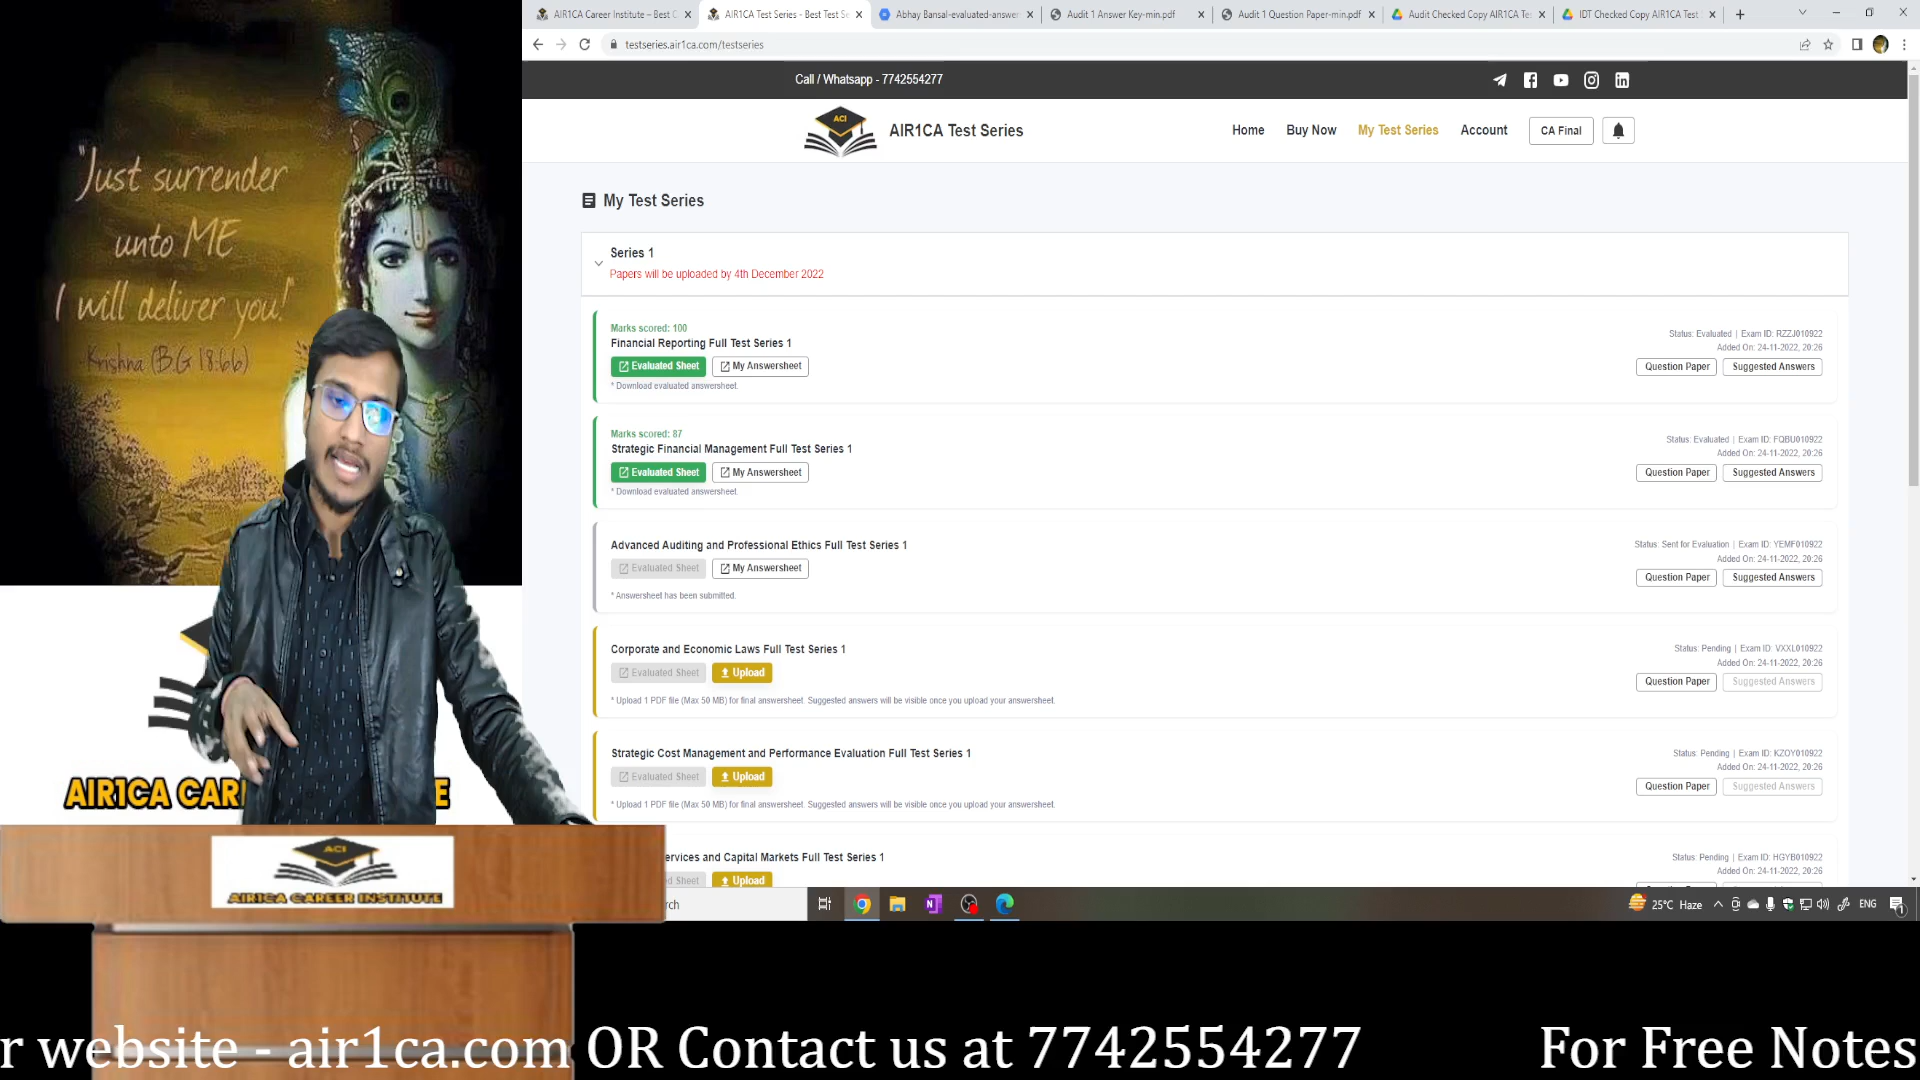 "Just surrender
unto ME
I will deliver you!"
Krishna (B.G 18:66)
AIR1CA Career Institute – Best C
AIR1CA Test Series - Best Test Se
Abhay Bansal-evaluated-answer
Audit 1 Answer Key-min.pdf
Audit 1 Question Paper-min.pdf
Audit Checked Copy AIR1CA Te
IDT Checked Copy AIR1CA Test
testseries.air1ca.com/testseries
Call / Whatsapp - 7742554277
ACI
AIR1CA Test Series
Home
Buy Now
My Test Series
Account
CA Final
My Test Series
Series 1
Papers will be uploaded by 4th December 2022
Marks scored: 100
Financial Reporting Full Test Series 1
Evaluated Sheet
My Answersheet
* Download evaluated answersheet.
Status: Evaluated | Exam ID: RZZJ010922
Added On: 24-11-2022, 20:26
Question Paper
Suggested Answers
Marks scored: 87
Strategic Financial Management Full Test Series 1
Evaluated Sheet
My Answersheet
* Download evaluated answersheet.
Status: Evaluated | Exam ID: FQBU010922
Added On: 24-11-2022, 20:26
Question Paper
Suggested Answers
Advanced Auditing and Professional Ethics Full Test Series 1
Evaluated Sheet
My Answersheet
* Answersheet has been submitted.
Status: Sent for Evaluation | Exam ID: YEMF010922
Added On: 24-11-2022, 20:26
Question Paper
Suggested Answers
Corporate and Economic Laws Full Test Series 1
Evaluated Sheet
Upload
* Upload 1 PDF file (Max 50 MB) for final answersheet. Suggested answers will be visible once you upload your answersheet.
Status: Pending | Exam ID: VXXL010922
Added On: 24-11-2022, 20:26
Question Paper
Suggested Answers
Strategic Cost Management and Performance Evaluation Full Test Series 1
Evaluated Sheet
Upload
* Upload 1 PDF file (Max 50 MB) for final answersheet. Suggested answers will be visible once you upload your answersheet.
Status: Pending | Exam ID: KZOY010922
Added On: 24-11-2022, 20:26
Question Paper
Suggested Answers
ervices and Capital Markets Full Test Series 1
d Sheet
Upload
Status: Pending | Exam ID: HGYB010922
Added On: 24-11-2022, 20:26
AIR1CA CAR
E
ACI
AIR1CA CAREER INSTITUTE
rch
25°C Haze
ENG
1
r website - air1ca.com OR Contact us at 7742554277
For Free Notes